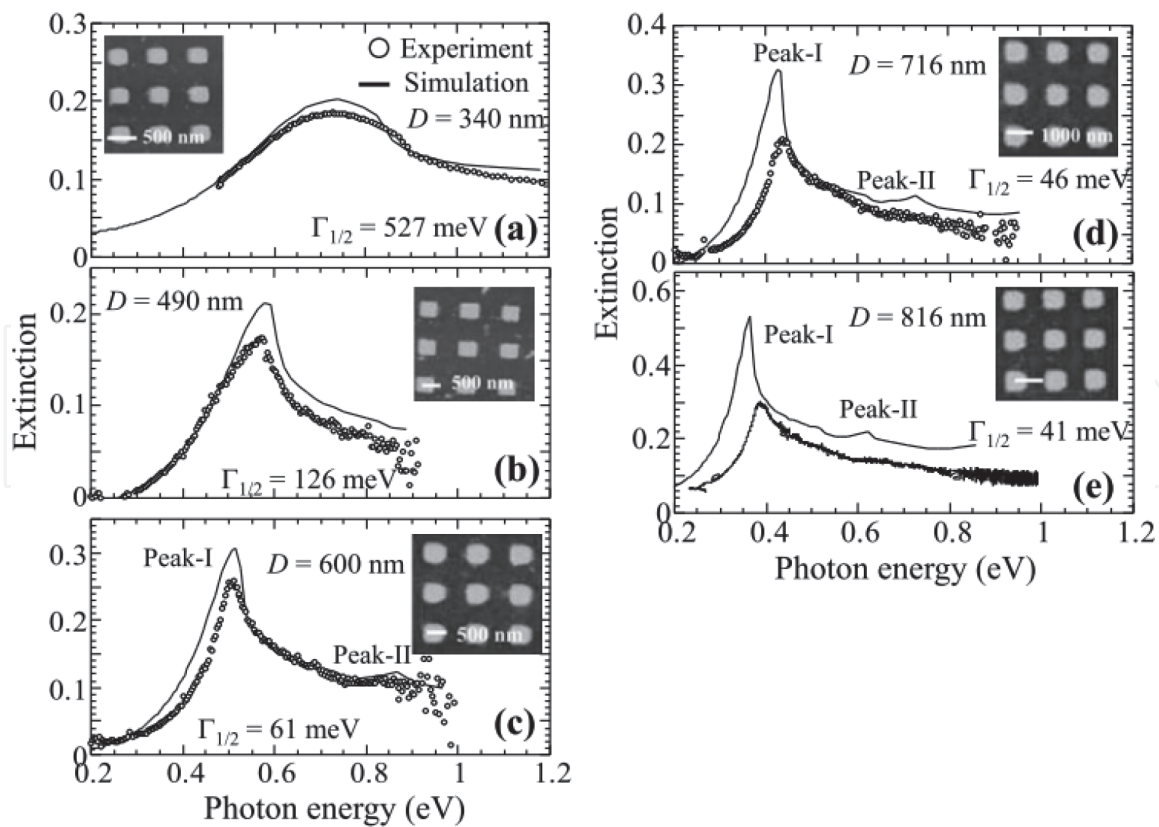 0.3
0.2
0.1
0
500 nm
Experiment
Simulation
D = 340 nm
Γ1/2 = 527 meV
(a)
0.2
0.1
0
D = 490 nm
500 nm
Γ1/2 = 126 meV
(b)
Extinction
0.3
0.2
0.1
0
Peak-I
D = 600 nm
500 nm
Peak-II
Γ1/2 = 61 meV
(c)
0.2 0.4 0.6 0.8 1 1.2
Photon energy (eV)
0.4
0.3
0.2
0.1
0
Peak-I
D = 716 nm
1000 nm
Peak-II
Γ1/2 = 46 meV
(d)
Extinction
0.6
0.4
0.2
0
Peak-I
D = 816 nm
Peak-II
Γ1/2 = 41 meV
(e)
0.2 0.4 0.6 0.8 1 1.2
Photon energy (eV)